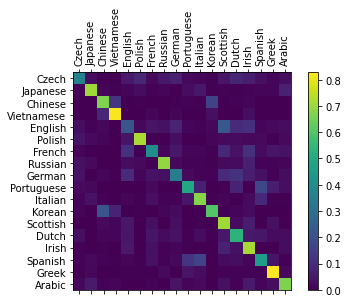 Czech
Japanese
Chinese
Vietnamese
English
Polish
French
Russian
German
Portuguese
Italian
Korean
Scottish
Dutch
Irish
Spanish
Greek
Arabic
Czech
Japanese
Chinese
Vietnamese
English
Polish
French
Russian
German
Portuguese
Italian
Korean
Scottish
Dutch
Irish
Spanish
Greek
Arabic
0.8
0.7
0.6
0.5
0.4
0.3
0.2
0.1
0.0